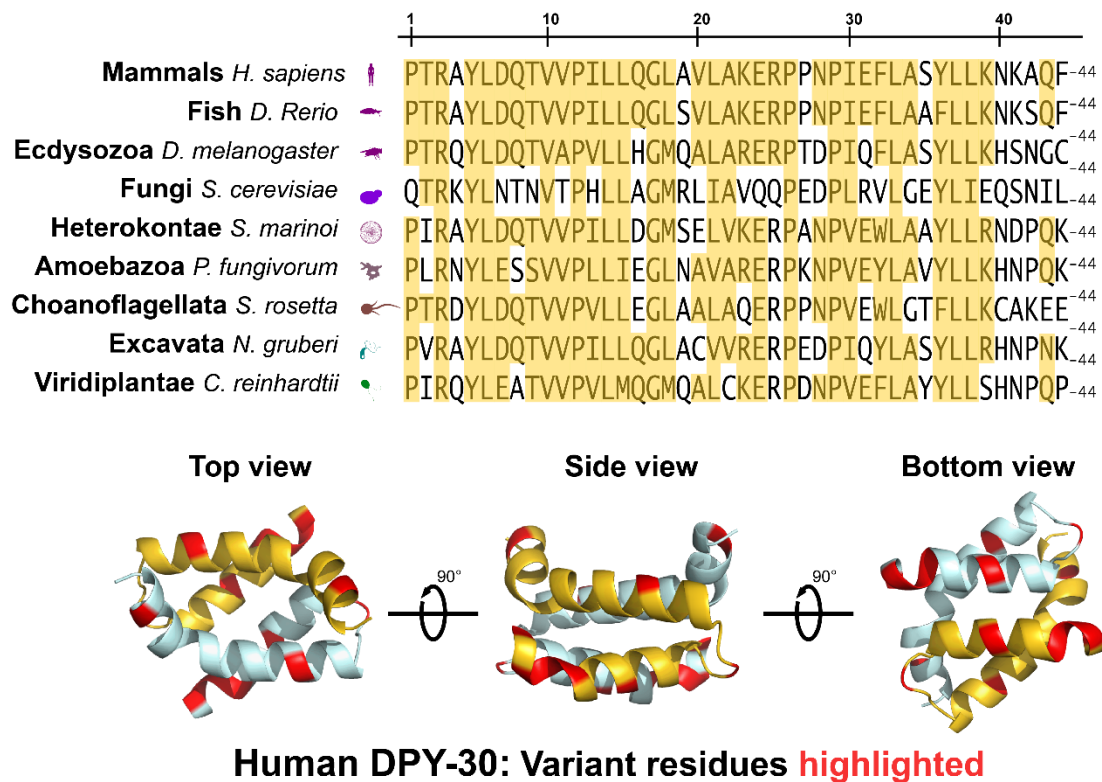 1 10 20 30 40
Mammals H. sapiens PTRAYLDQTVVPILLQGLAVLAKERPPNPIEFLASYLLKNKAQF -44
Fish D. Rerio PTRAYLDQTVVPILLQGLSVLAKERPPNPIEFLAAFLLKNKSQF -44
Ecdysozoa D. melanogaster PTRQYLDQTVAPVLLHGMQALARERPTDPIQFLASYLLKHSNGC -44
Fungi S. cerevisiae QTRKYLNTNVTPHLLAGMRLIAVQQPEDPLRVLGEYLIEQSNIL -44
Heterokontae S. marinoi PIRAYLDQTVVPILLDGMSELVKERPANPVEWLAAYLLRNDPQK -44
Amoebazoa P. fungivorum PLRNYLESSVVPLLIEGLNAVARERPKNPVEYLAVYLLKHNPQK -44
Choanoflagellata S. rosetta PTRDYLDQTVVPVLLEGLAALAQERPPNPVEWLGTFLLKCAKEE -44
Excavata N. gruberi PVRAYLDQTVVPILLQGLACVVRERPEDPIQYLASYLLRHNPNK -44
Viridiplantae C. reinhardtii PIRQYLEATVVPVLMQGMQALCKERPDNPVEFLAYYLLSHNPQP -44
Top view Side view Bottom view
90° 90°
Human DPY-30: Variant residues highlighted